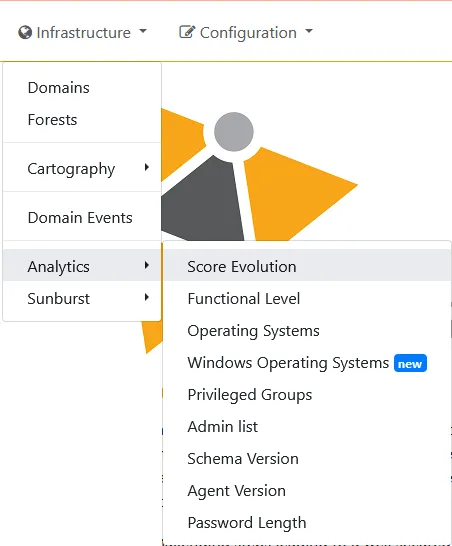 Infrastructure
Configuration
Domains
Forests
Cartography
Domain Events
Analytics
Sunburst
Score Evolution
Functional Level
Operating Systems
Windows Operating Systems new
Privileged Groups
Admin list
Schema Version
Agent Version
Password Length